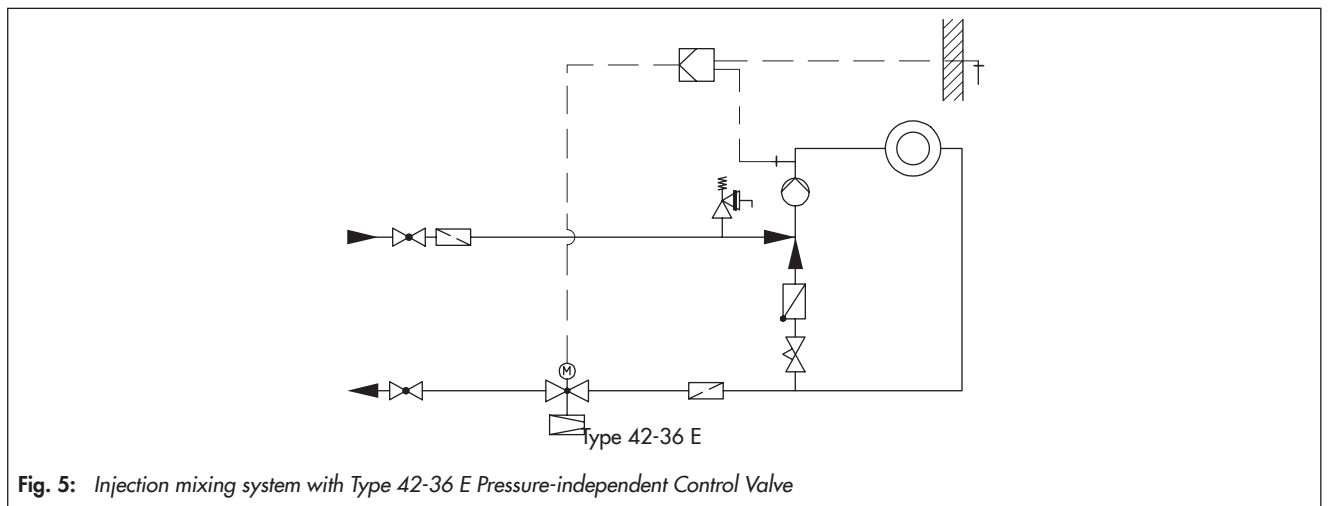 M
Type 42-36 E
Fig. 5: Injection mixing system with Type 42-36 E Pressure-independent Control Valve